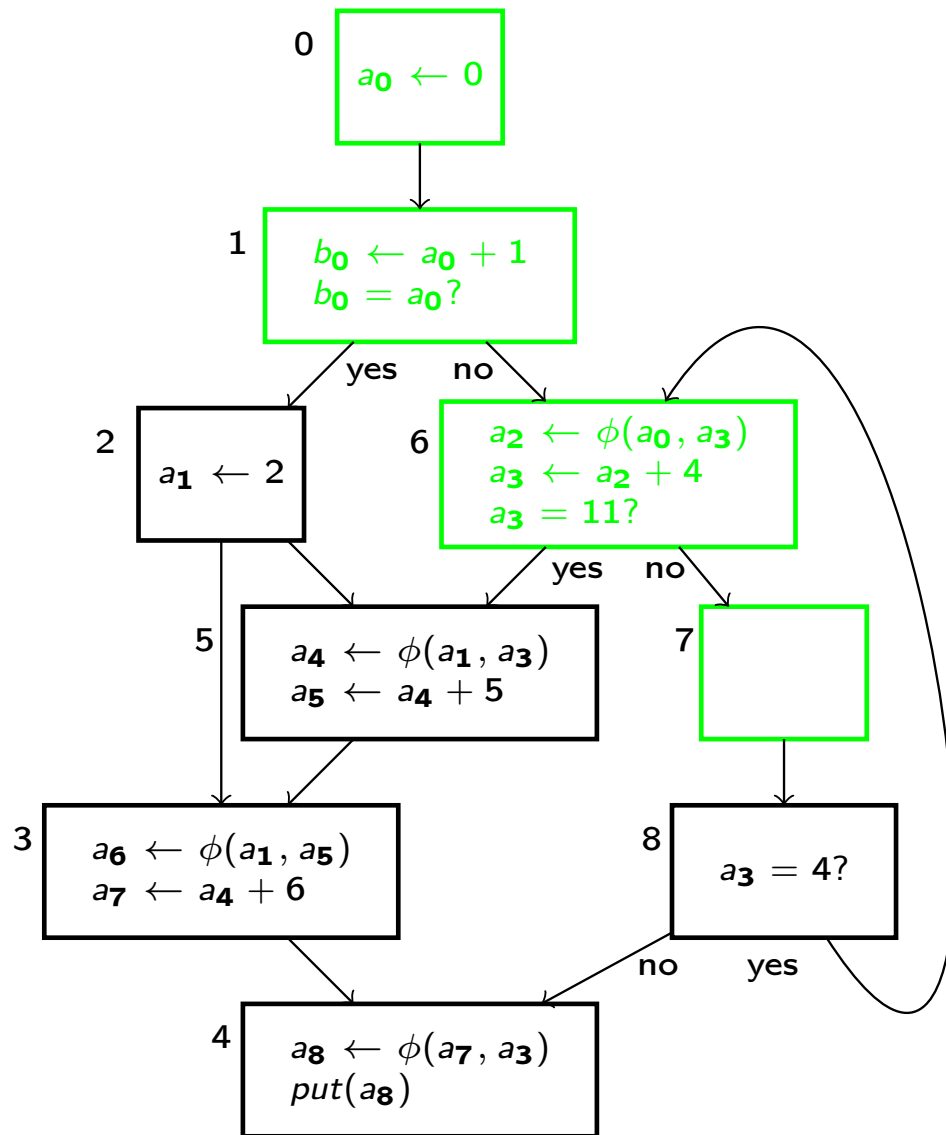 0
a₀ ← 0
1
b₀ ← a₀ + 1
b₀ = a₀?
yes no
2
a₁ ← 2
6
a₂ ← ϕ(a₀, a₃)
a₃ ← a₂ + 4
a₃ = 11?
yes no
5
a₄ ← ϕ(a₁, a₃)
a₅ ← a₄ + 5
7
3
a₆ ← ϕ(a₁, a₅)
a₇ ← a₄ + 6
8
a₃ = 4?
no yes
4
a₈ ← ϕ(a₇, a₃)
put(a₈)